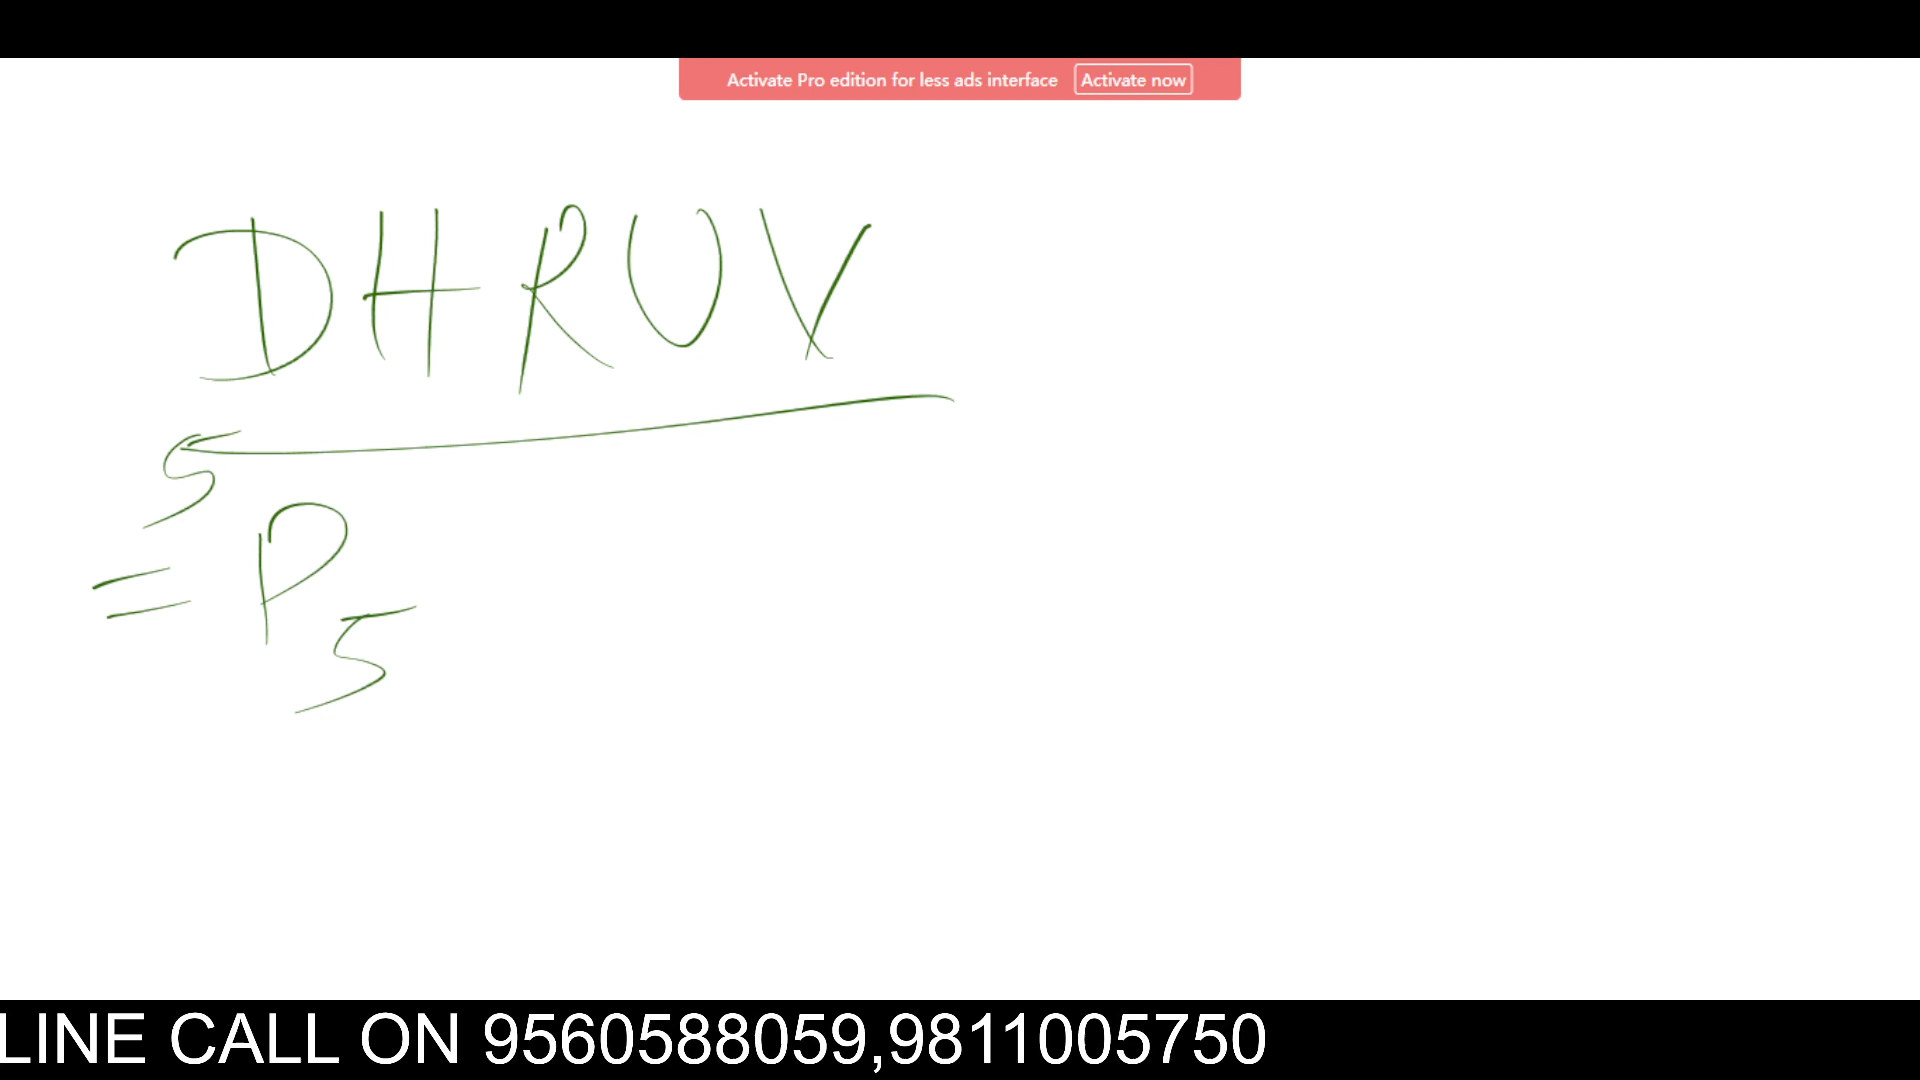 Activate Pro edition for less ads interface Activate now
DHRUV
5
= P
5
LINE CALL ON 9560588059,9811005750